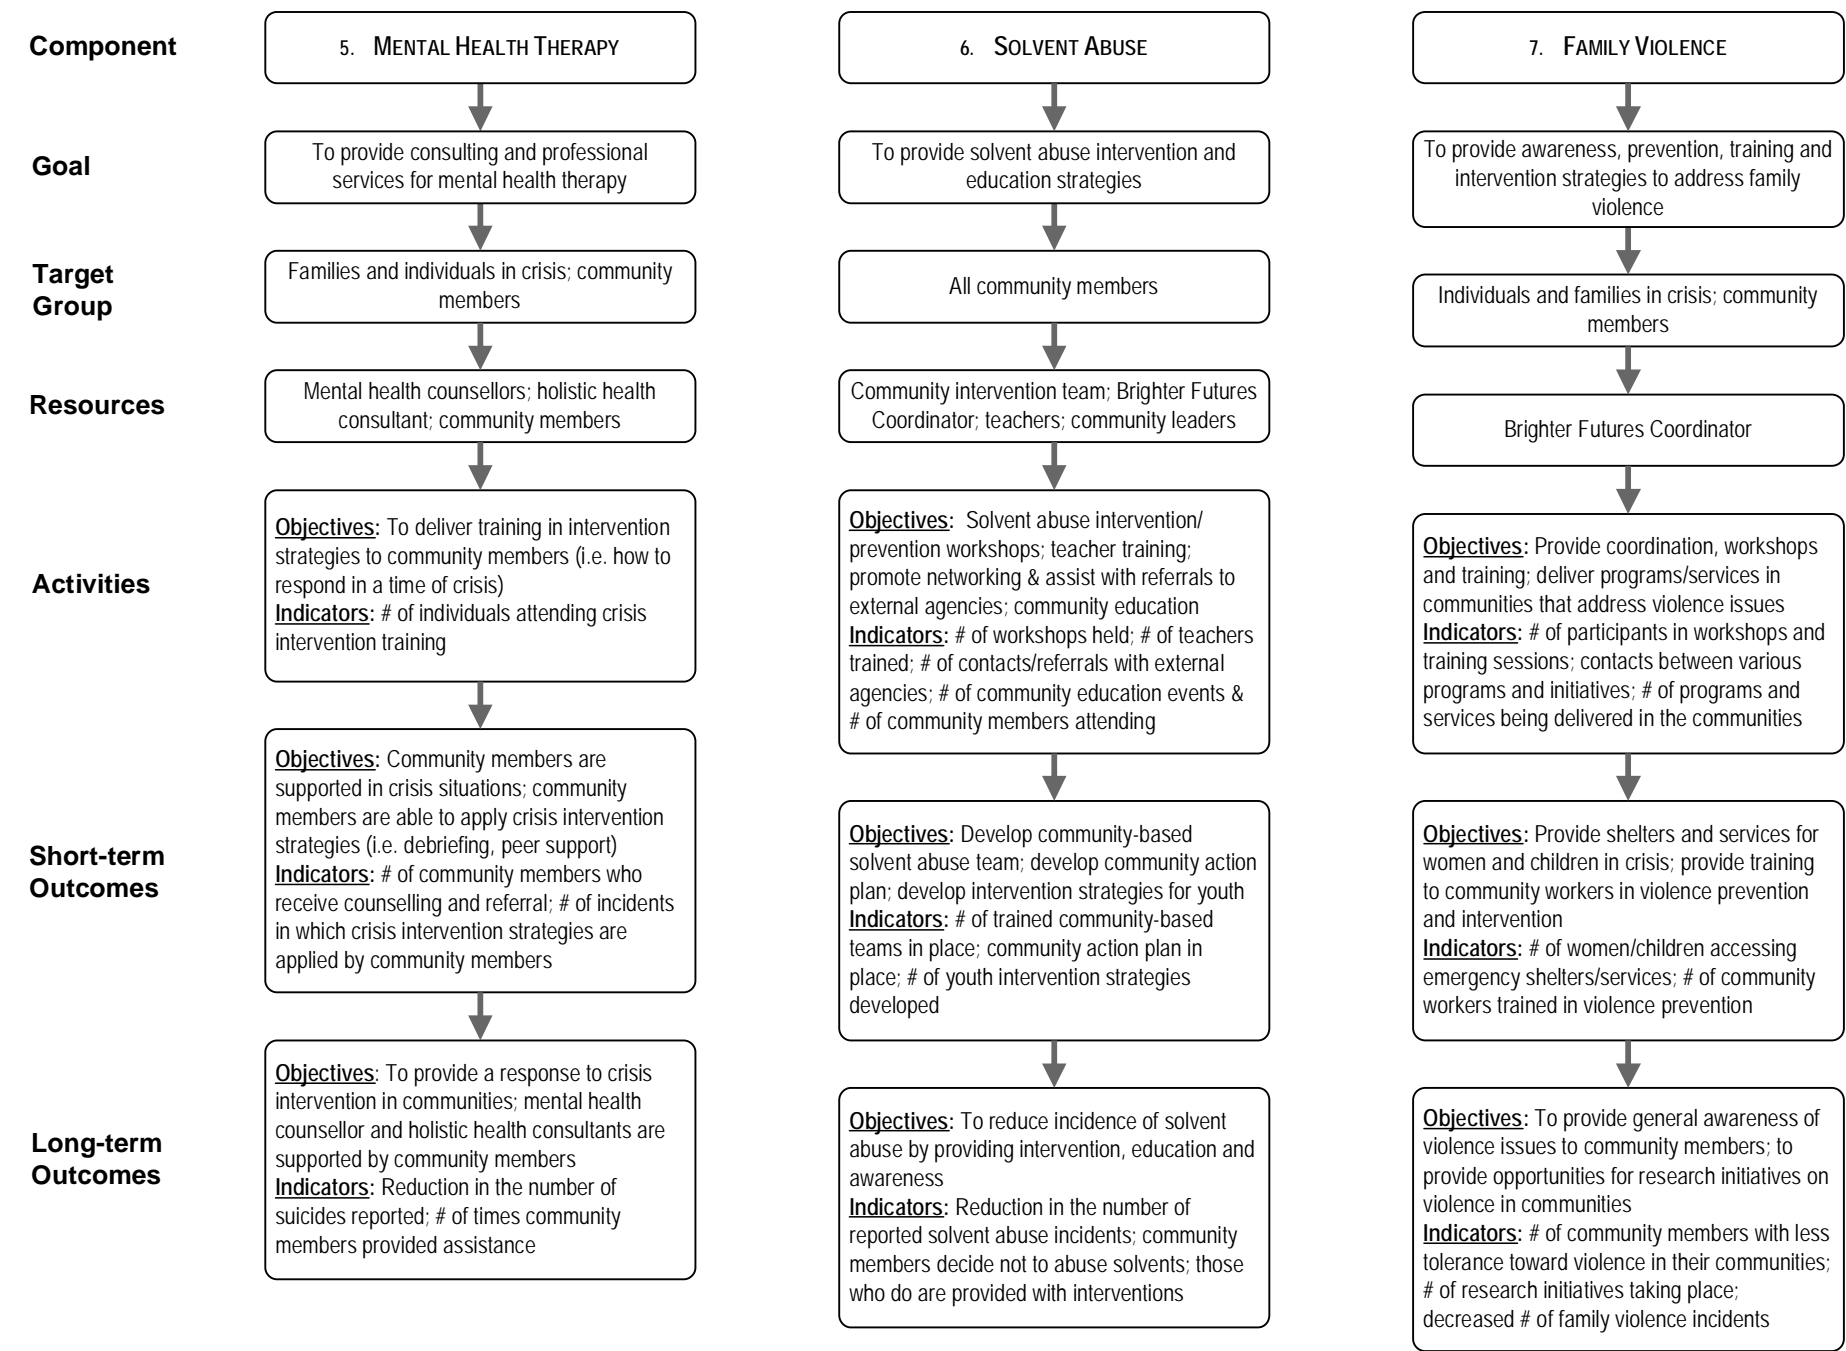 Component
5. MENTAL HEALTH THERAPY
6. SOLVENT ABUSE
7. FAMILY VIOLENCE
Goal
To provide consulting and professional
services for mental health therapy
To provide solvent abuse intervention and
education strategies
To provide awareness, prevention, training and
intervention strategies to address family
violence
Target
Group
Families and individuals in crisis; community
members
All community members
Individuals and families in crisis; community
members
Resources
Mental health counsellors; holistic health
consultant; community members
Community intervention team; Brighter Futures
Coordinator; teachers; community leaders
Brighter Futures Coordinator
Activities
Objectives: To deliver training in intervention
strategies to community members (i.e. how to
respond in a time of crisis)
Indicators: # of individuals attending crisis
intervention training
Objectives: Solvent abuse intervention/
prevention workshops; teacher training;
promote networking & assist with referrals to
external agencies; community education
Indicators: # of workshops held; # of teachers
trained; # of contacts/referrals with external
agencies; # of community education events &
# of community members attending
Objectives: Provide coordination, workshops
and training; deliver programs/services in
communities that address violence issues
Indicators: # of participants in workshops and
training sessions; contacts between various
programs and initiatives; # of programs and
services being delivered in the communities
Short-term
Outcomes
Objectives: Community members are
supported in crisis situations; community
members are able to apply crisis intervention
strategies (i.e. debriefing, peer support)
Indicators: # of community members who
receive counselling and referral; # of incidents
in which crisis intervention strategies are
applied by community members
Objectives: Develop community-based
solvent abuse team; develop community action
plan; develop intervention strategies for youth
Indicators: # of trained community-based
teams in place; community action plan in
place; # of youth intervention strategies
developed
Objectives: Provide shelters and services for
women and children in crisis; provide training
to community workers in violence prevention
and intervention
Indicators: # of women/children accessing
emergency shelters/services; # of community
workers trained in violence prevention
Long-term
Outcomes
Objectives: To provide a response to crisis
intervention in communities; mental health
counsellor and holistic health consultants are
supported by community members
Indicators: Reduction in the number of
suicides reported; # of times community
members provided assistance
Objectives: To reduce incidence of solvent
abuse by providing intervention, education and
awareness
Indicators: Reduction in the number of
reported solvent abuse incidents; community
members decide not to abuse solvents; those
who do are provided with interventions
Objectives: To provide general awareness of
violence issues to community members; to
provide opportunities for research initiatives on
violence in communities
Indicators: # of community members with less
tolerance toward violence in their communities;
# of research initiatives taking place;
decreased # of family violence incidents